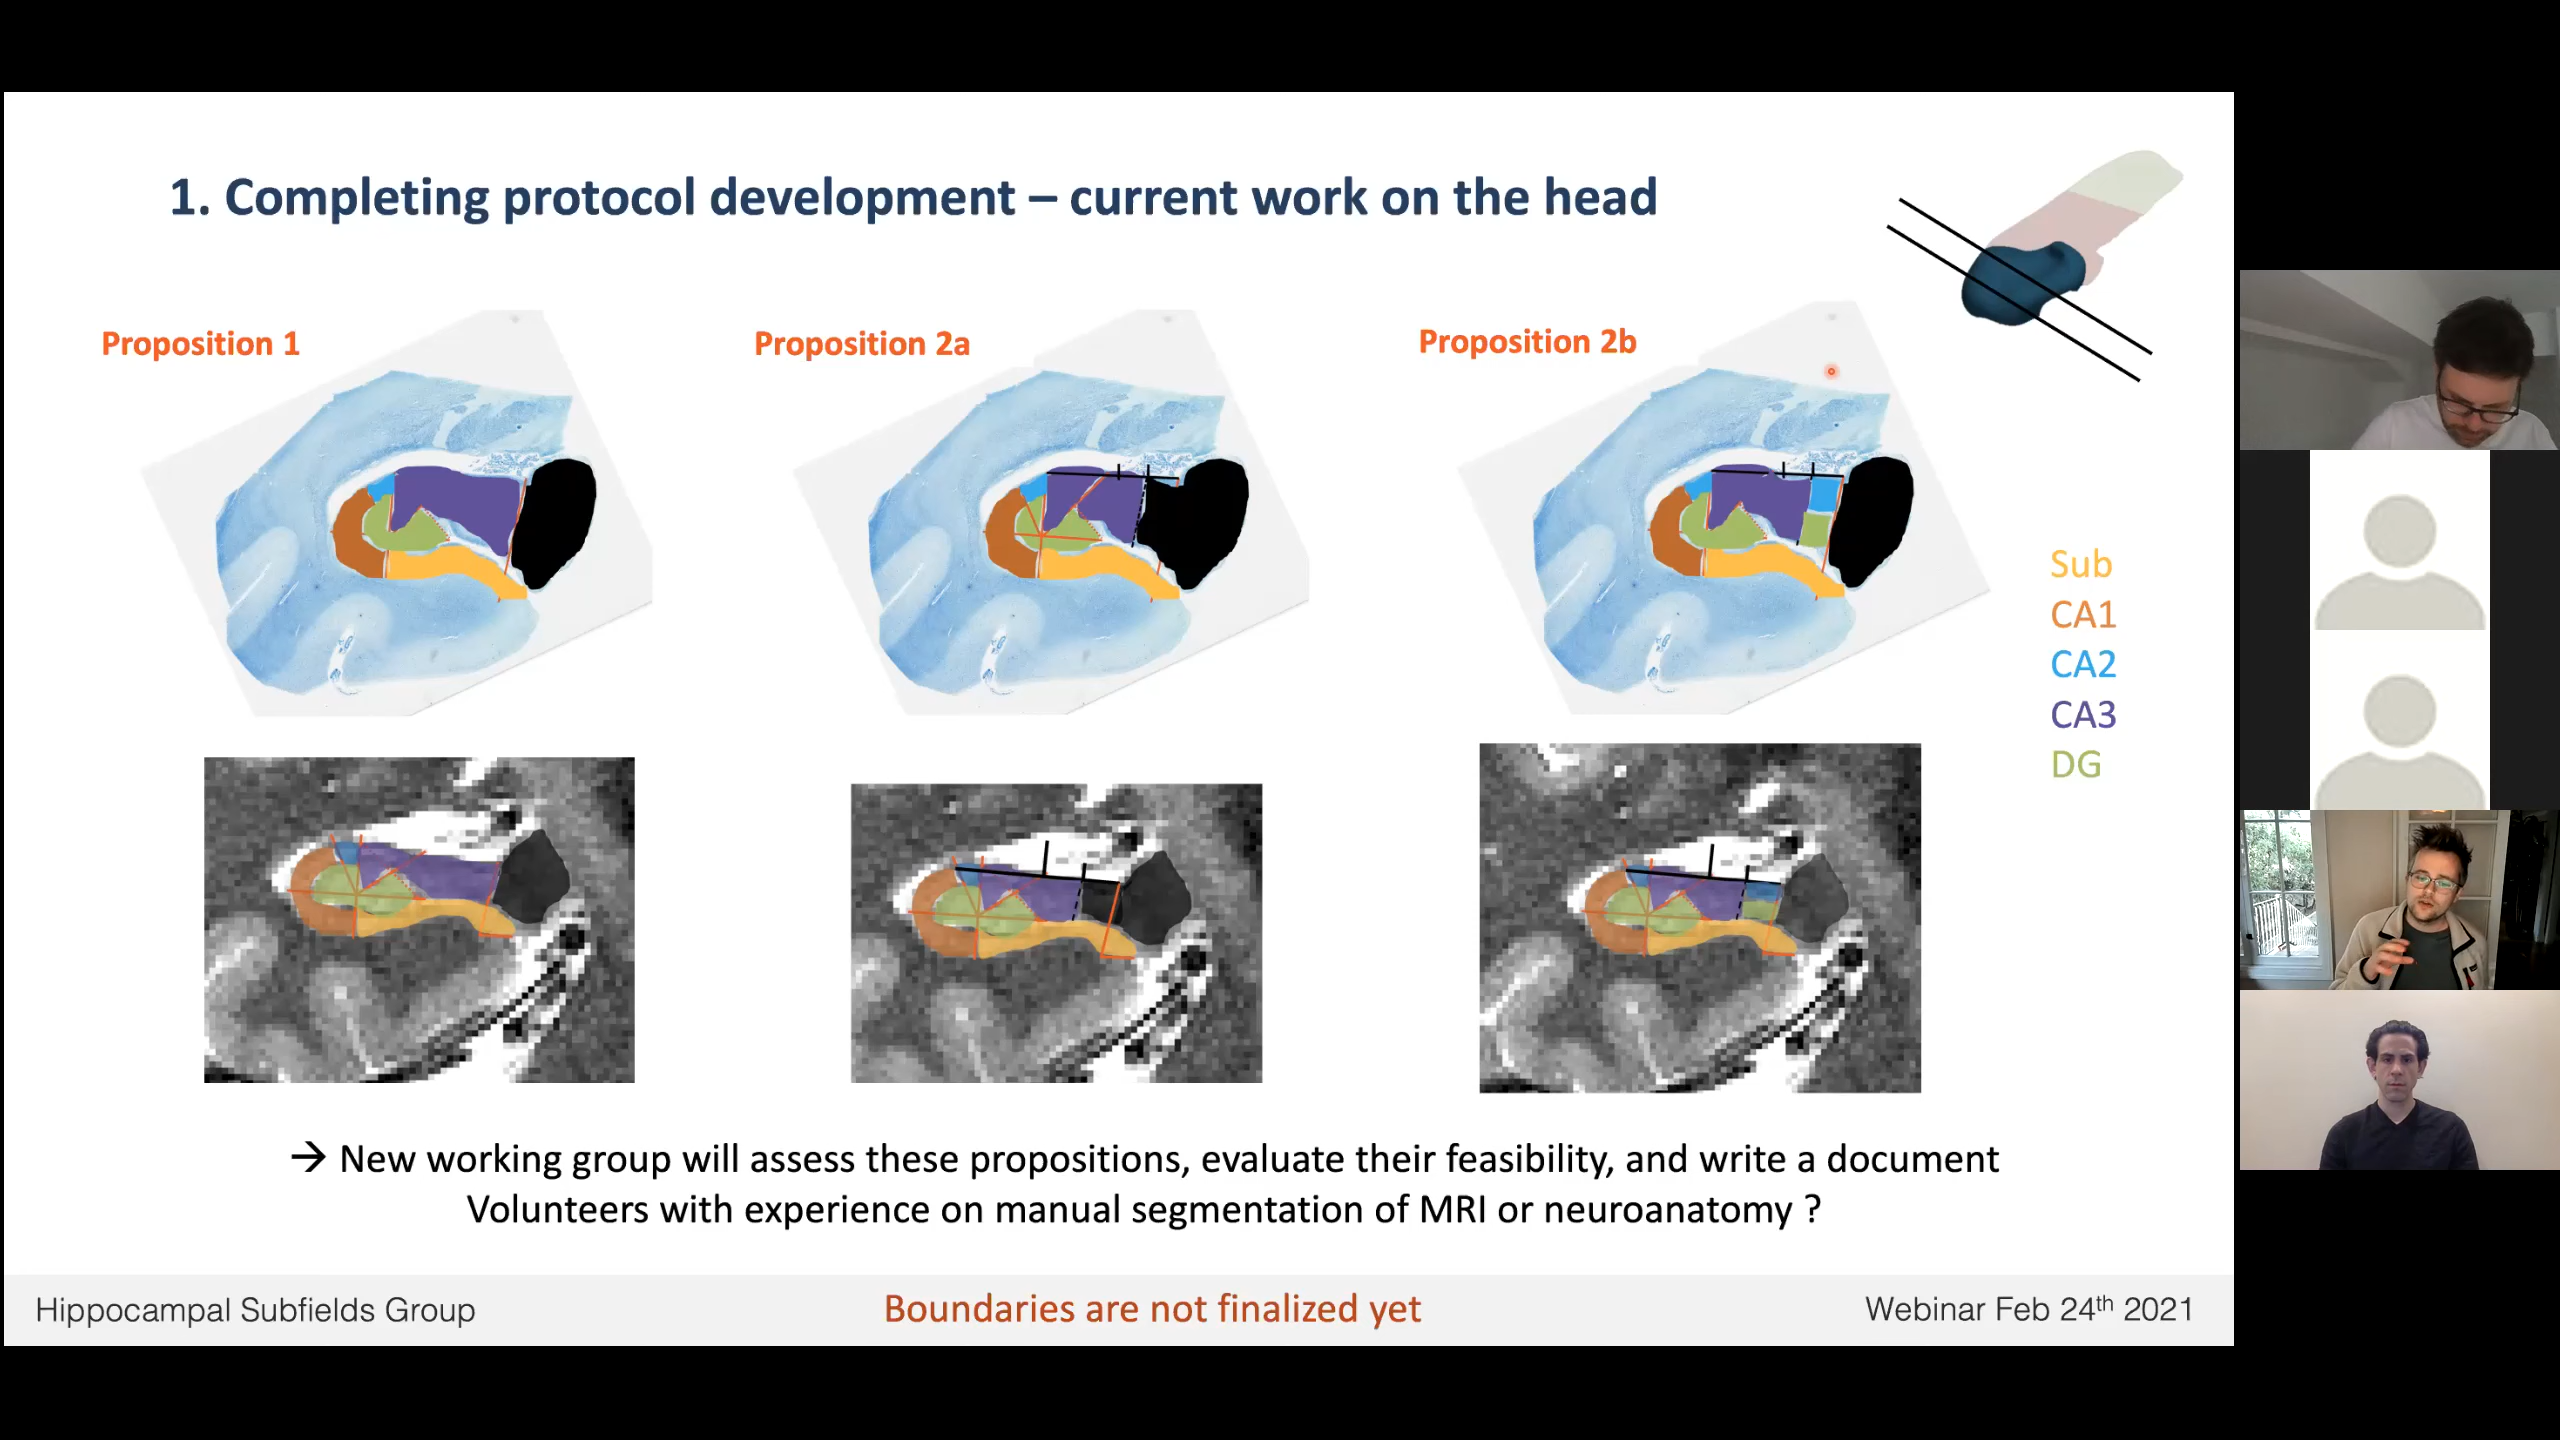 1. Completing protocol development – current work on the head
Proposition 1
Proposition 2a
Proposition 2b
Sub
CA1
CA2
CA3
DG
→ New working group will assess these propositions, evaluate their feasibility, and write a document
Volunteers with experience on manual segmentation of MRI or neuroanatomy ?
Hippocampal Subfields Group
Boundaries are not finalized yet
Webinar Feb 24th 2021